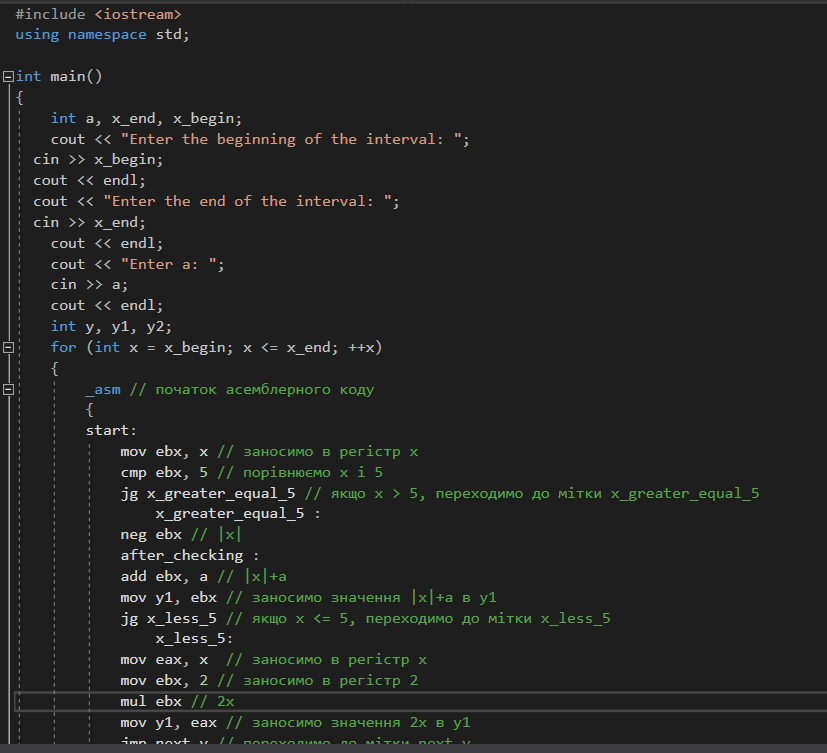 #include <iostream>
using namespace std;
int main()
{
int a, x_end, x_begin;
cout << "Enter the beginning of the interval: ";
cin >> x_begin;
cout << endl;
cout << "Enter the end of the interval: ";
cin >> x_end;
cout << endl;
cout << "Enter a: ";
cin >> a;
cout << endl;
int y, y1, y2;
for (int x = x_begin; x <= x_end; ++x)
{
_asm // початок асемблерного коду
{
start:
mov ebx, x // заносимо в регістр x
cmp ebx, 5 // порівнюємо x і 5
jg x_greater_equal_5 // якщо x > 5, переходимо до мітки x_greater_equal_5
x_greater_equal_5 :
neg ebx // |x|
after_checking :
add ebx, a // |x|+a
mov y1, ebx // заносимо значення |x|+a в y1
jg x_less_5 // якщо x <= 5, переходимо до мітки x_less_5
x_less_5:
mov eax, x // заносимо в регістр x
mov ebx, 2 // заносимо в регістр 2
mul ebx // 2x
mov y1, eax // заносимо значення 2x в y1
jmp next_y // переходимо до мітки next_y